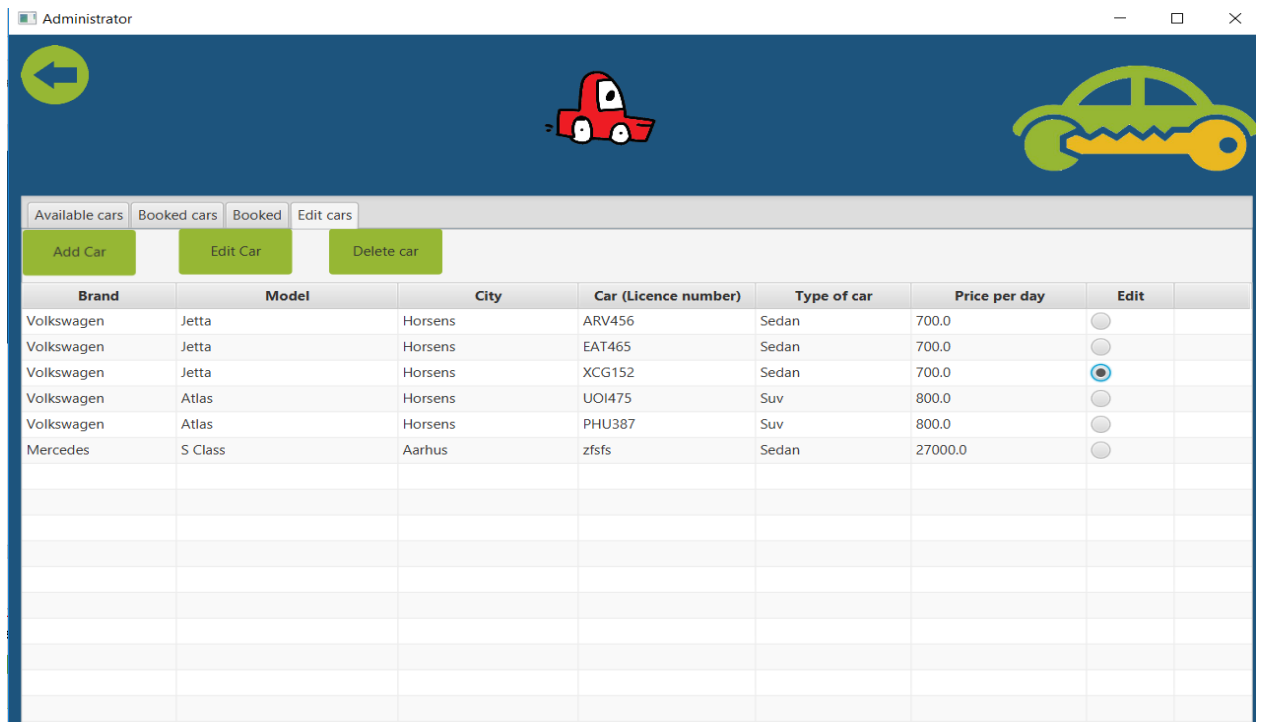 Administrator
Available cars Booked cars Booked Edit cars
Add Car Edit Car Delete car
Brand Model City Car (Licence number) Type of car Price per day Edit
Volkswagen Jetta Horsens ARV456 Sedan 700.0
Volkswagen Jetta Horsens EAT465 Sedan 700.0
Volkswagen Jetta Horsens XCG152 Sedan 700.0
Volkswagen Atlas Horsens UOI475 Suv 800.0
Volkswagen Atlas Horsens PHU387 Suv 800.0
Mercedes S Class Aarhus zfsfs Sedan 27000.0